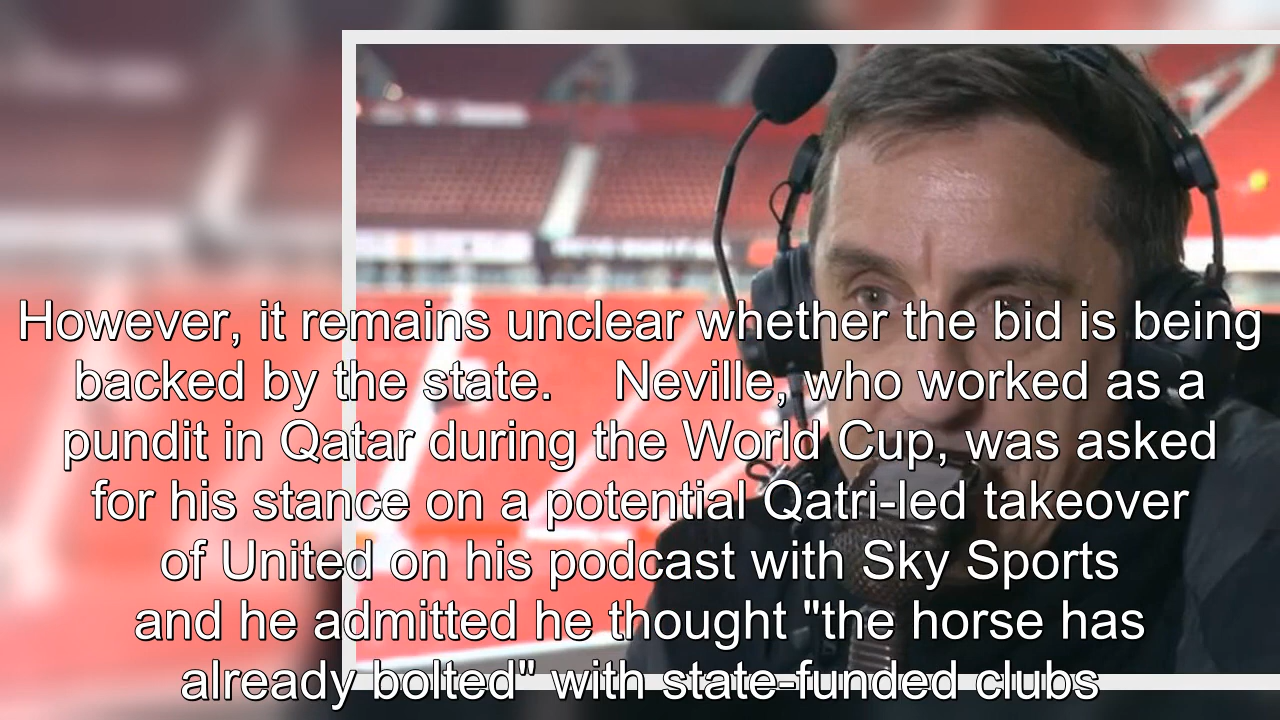 However, it remains unclear whether the bid is being
backed by the state. Neville, who worked as a
pundit in Qatar during the World Cup, was asked
for his stance on a potential Qatri-led takeover
of United on his podcast with Sky Sports
and he admitted he thought "the horse has
already bolted" with state-funded clubs